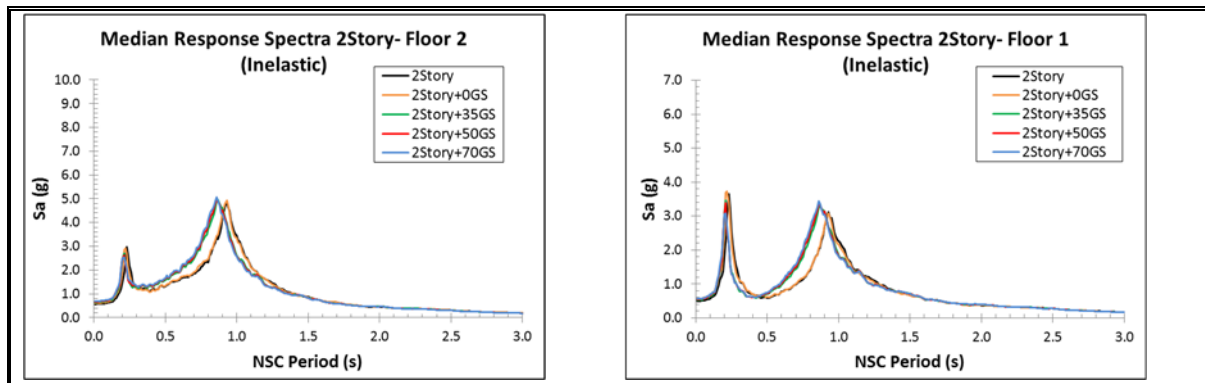 Median Response Spectra 2Story- Floor 2
(Inelastic)
2Story
2Story+0GS
2Story+35GS
2Story+50GS
2Story+70GS
Sa (g)
10.0
9.0
8.0
7.0
6.0
5.0
4.0
3.0
2.0
1.0
0.0
0.0 0.5 1.0 1.5 2.0 2.5 3.0
NSC Period (s)
Median Response Spectra 2Story- Floor 1
(Inelastic)
2Story
2Story+0GS
2Story+35GS
2Story+50GS
2Story+70GS
Sa (g)
7.0
6.0
5.0
4.0
3.0
2.0
1.0
0.0
0.0 0.5 1.0 1.5 2.0 2.5 3.0
NSC Period (s)